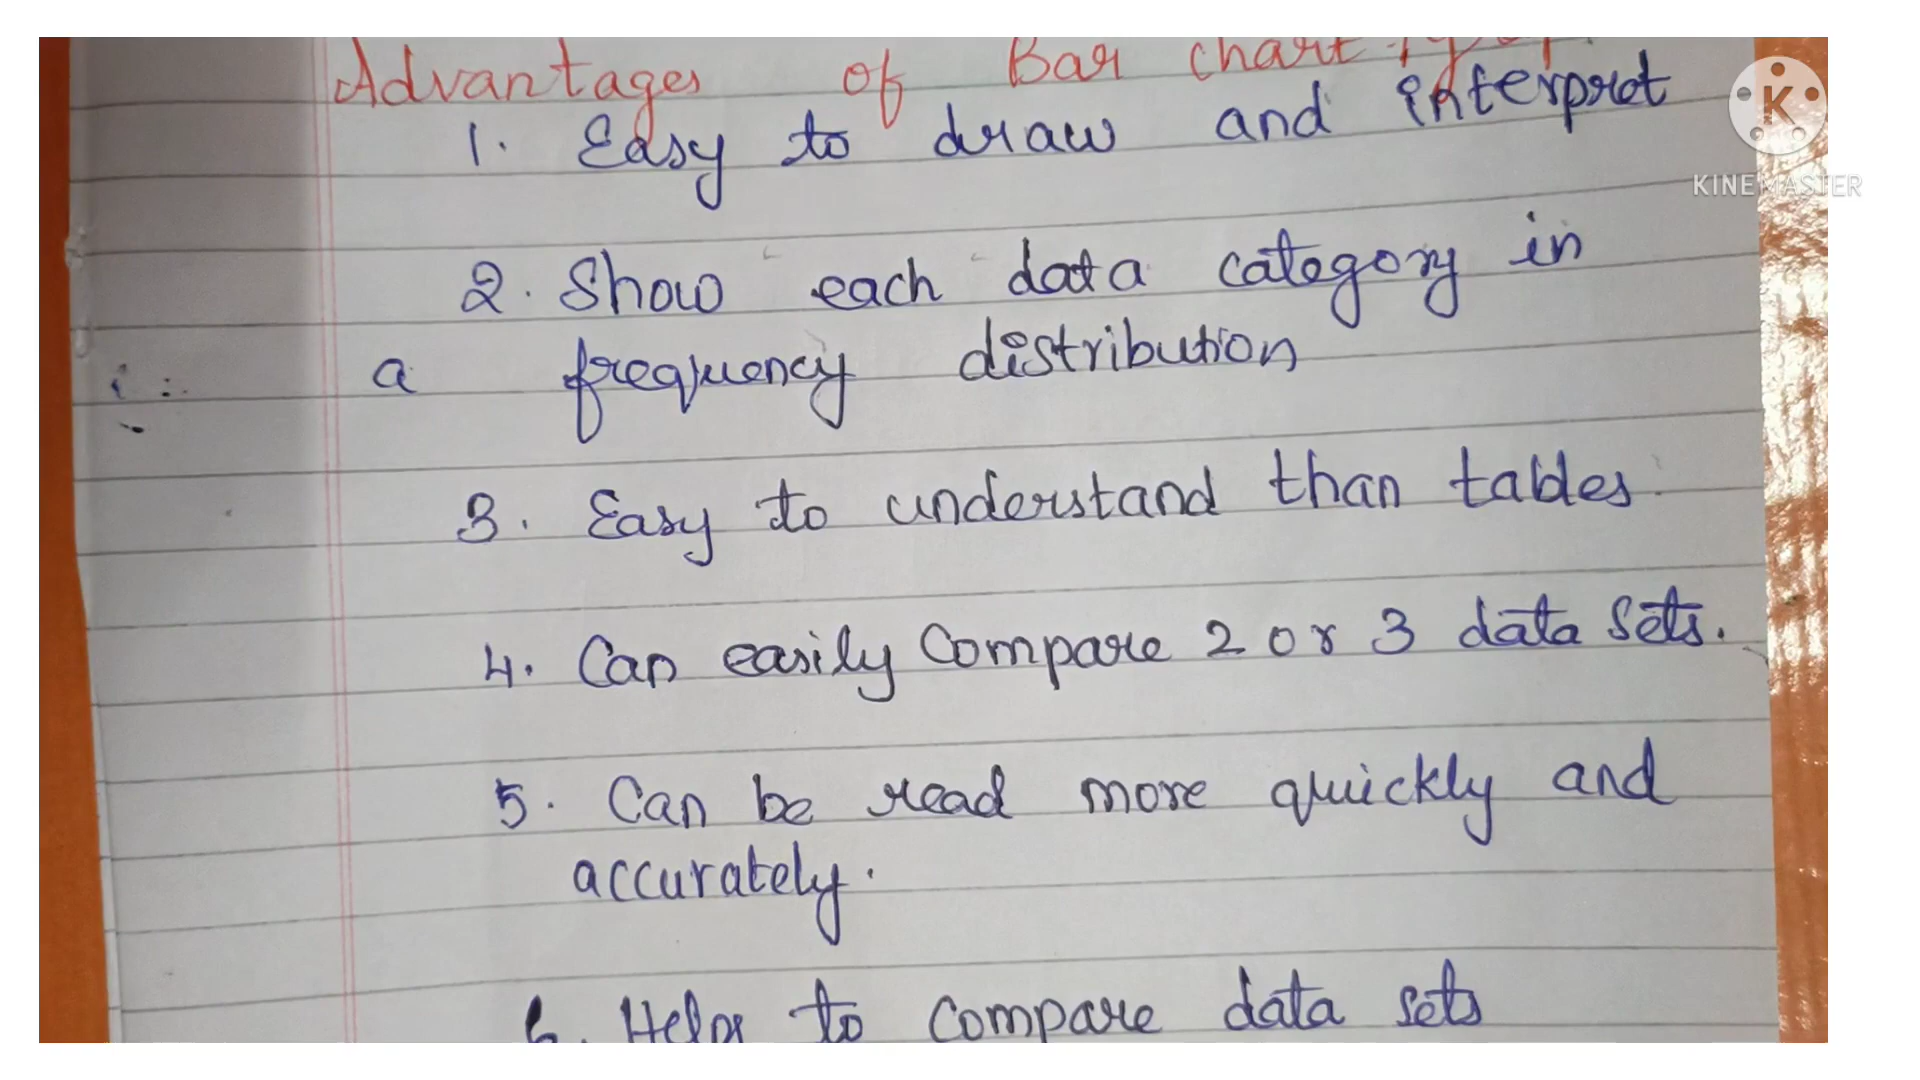 Advantages of Bar chart
1. Easy to draw and interpret
2. Show each data category in
a frequency distribution
3. Easy to understand than tables
4. Can easily Compare 2 or 3 data sets.
5. Can be read more quickly and
accurately.
6. Helps to compare data sets
K
KINEMASTER